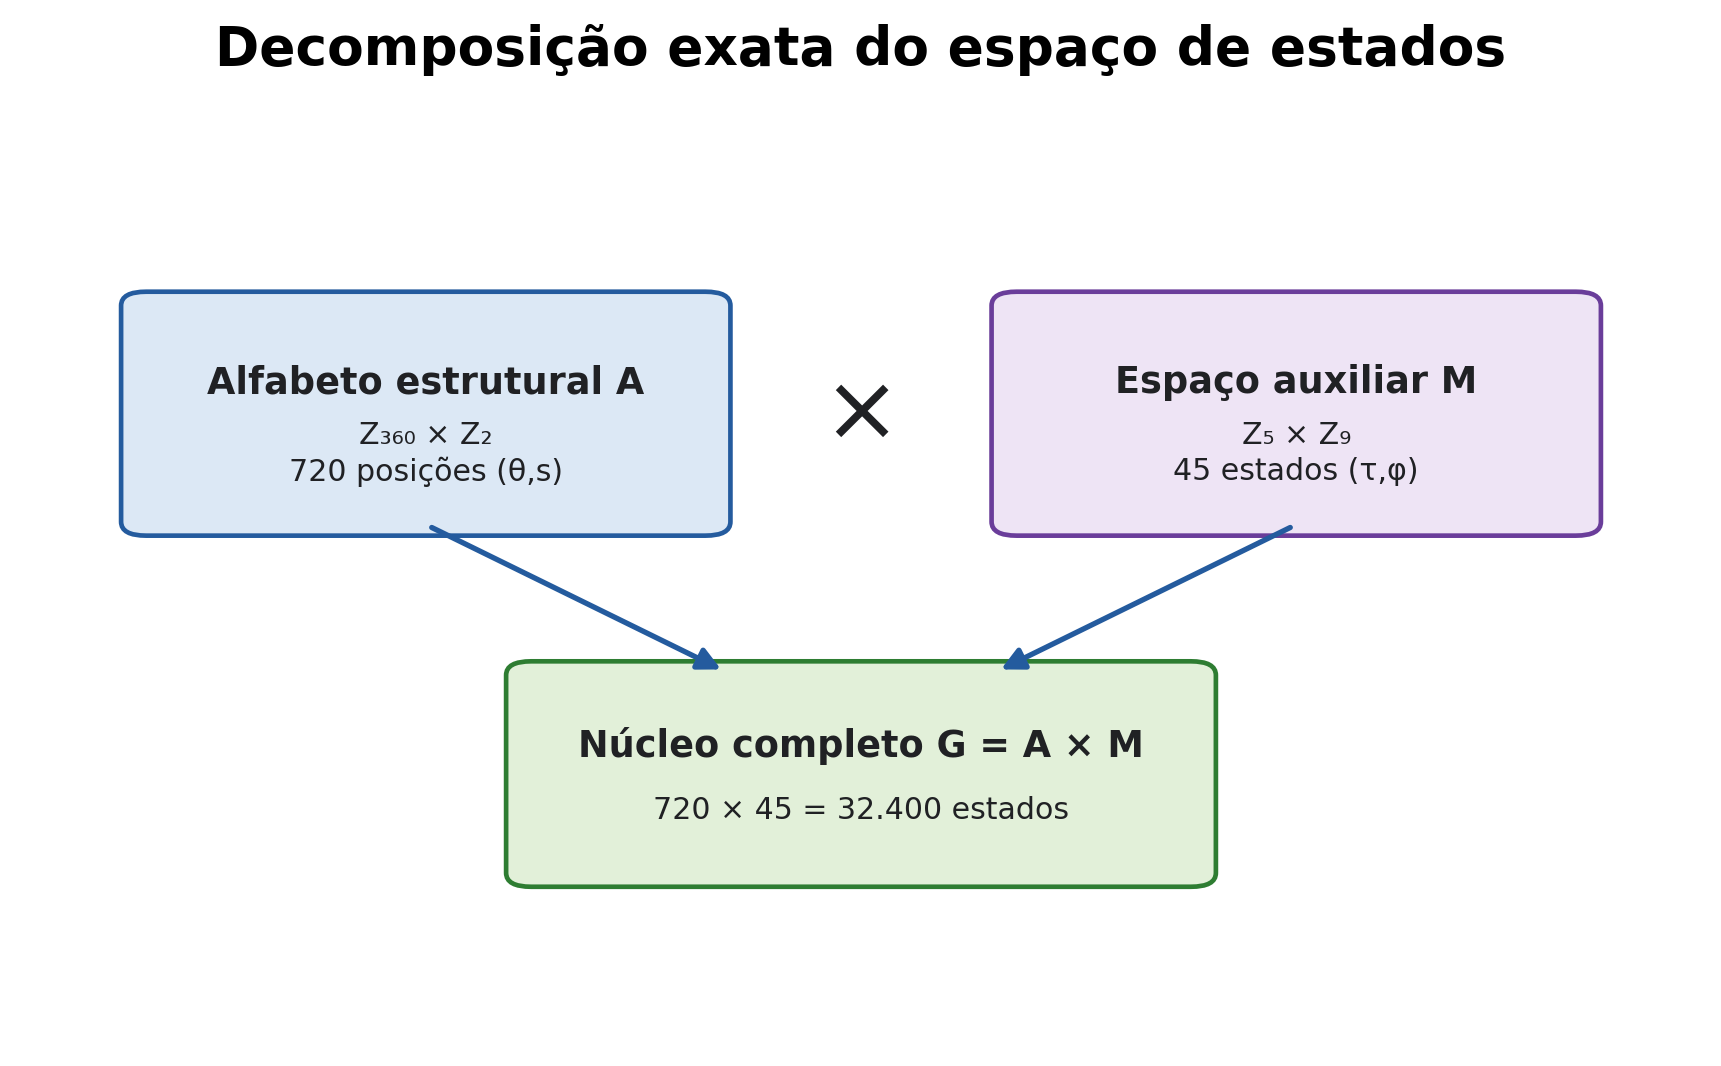 Decomposição exata do espaço de estados
Alfabeto estrutural A
Z₃₆₀ × Z₂
720 posições (θ,s)
×
Espaço auxiliar M
Z₅ × Z₉
45 estados (τ,φ)
Núcleo completo G = A × M
720 × 45 = 32.400 estados